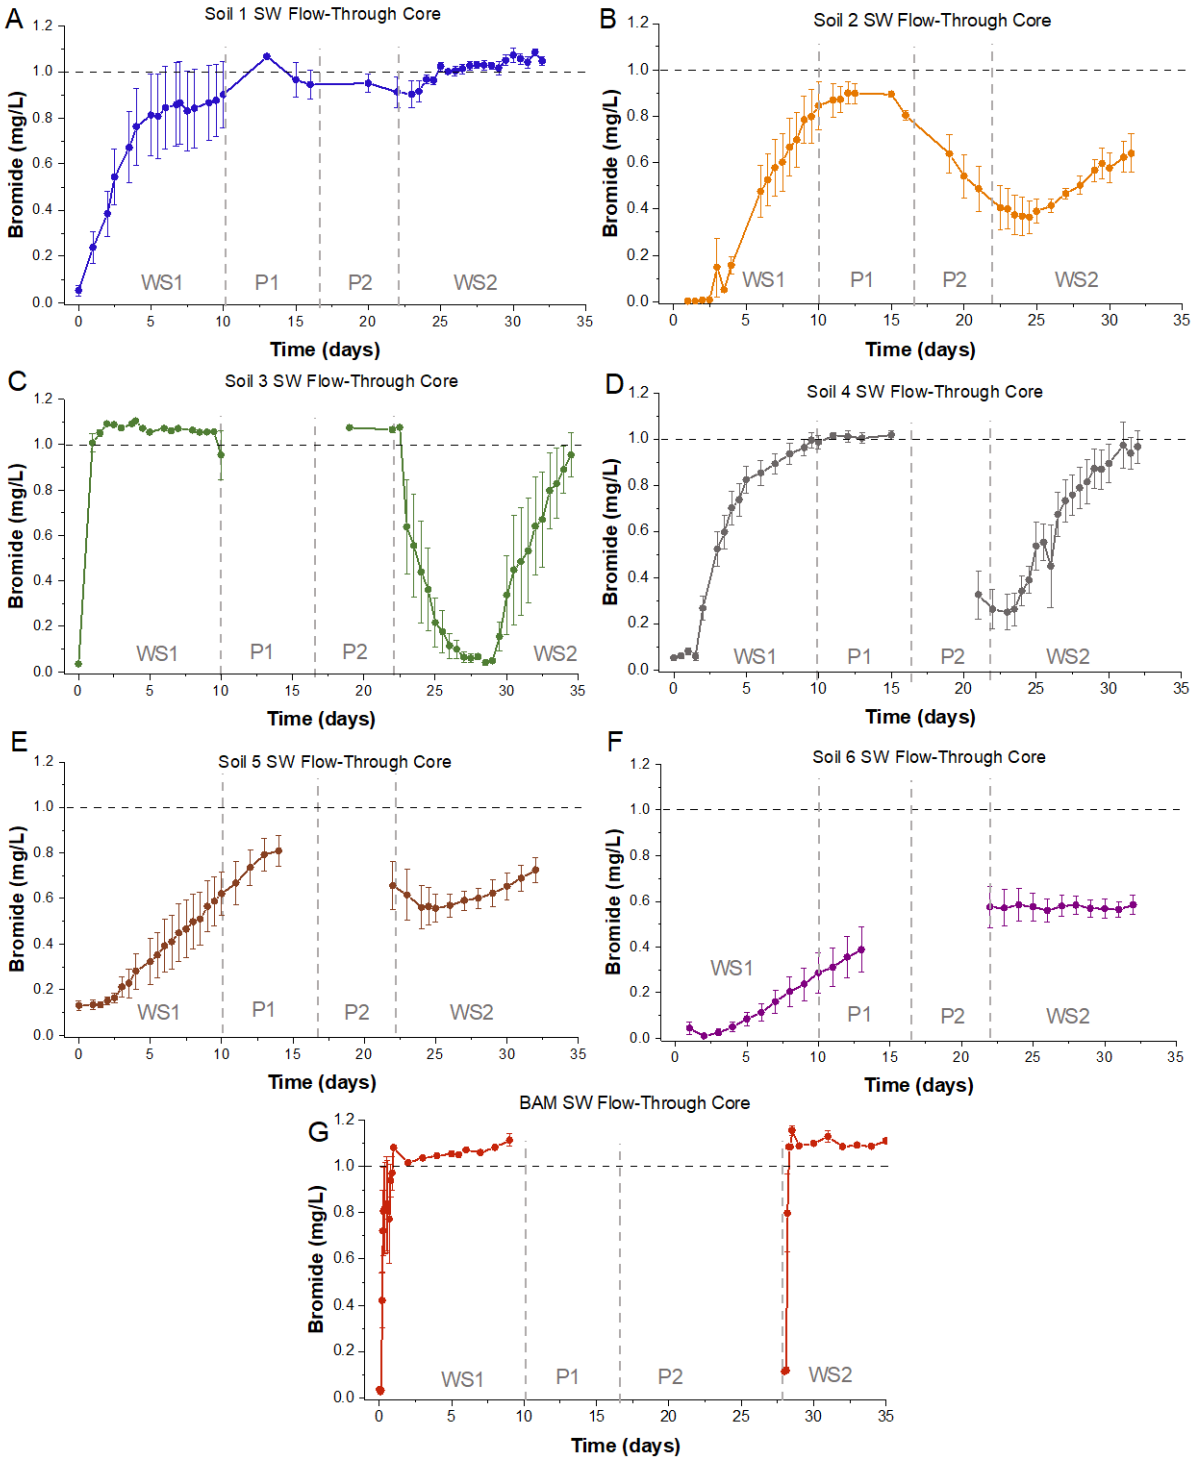 A
Soil 1 SW Flow-Through Core
Bromide (mg/L)
1.2
1.0
0.8
0.6
0.4
0.2
0.0
WS1
P1
P2
WS2
0 5 10 15 20 25 30 35
Time (days)
B
Soil 2 SW Flow-Through Core
Bromide (mg/L)
1.2
1.0
0.8
0.6
0.4
0.2
0.0
WS1
P1
P2
WS2
0 5 10 15 20 25 30 35
Time (days)
C
Soil 3 SW Flow-Through Core
Bromide (mg/L)
1.2
1.0
0.8
0.6
0.4
0.2
0.0
WS1
P1
P2
WS2
0 5 10 15 20 25 30 35
Time (days)
D
Soil 4 SW Flow-Through Core
Bromide (mg/L)
1.2
1.0
0.8
0.6
0.4
0.2
0.0
WS1
P1
P2
WS2
0 5 10 15 20 25 30 35
Time (days)
E
Soil 5 SW Flow-Through Core
Bromide (mg/L)
1.2
1.0
0.8
0.6
0.4
0.2
0.0
WS1
P1
P2
WS2
0 5 10 15 20 25 30 35
Time (days)
F
Soil 6 SW Flow-Through Core
Bromide (mg/L)
1.2
1.0
0.8
0.6
0.4
0.2
0.0
WS1
P1
P2
WS2
0 5 10 15 20 25 30 35
Time (days)
G
BAM SW Flow-Through Core
Bromide (mg/L)
1.2
1.0
0.8
0.6
0.4
0.2
0.0
WS1
P1
P2
WS2
0 5 10 15 20 25 30 35
Time (days)